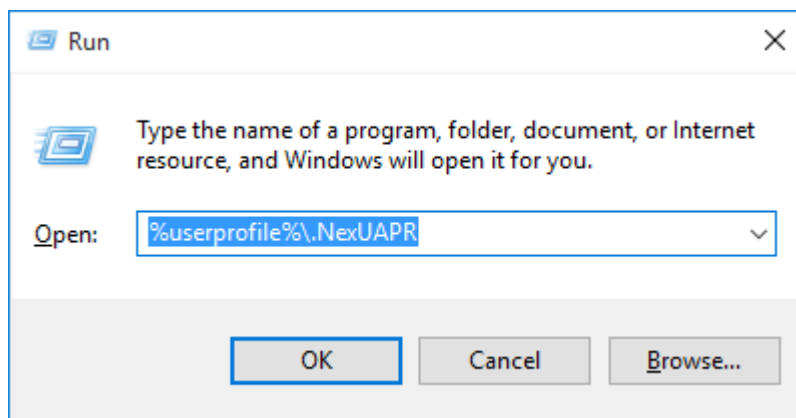 Run
Type the name of a program, folder, document, or Internet
resource, and Windows will open it for you.
Open: %userprofile%\.NexUAPR
OK Cancel Browse...